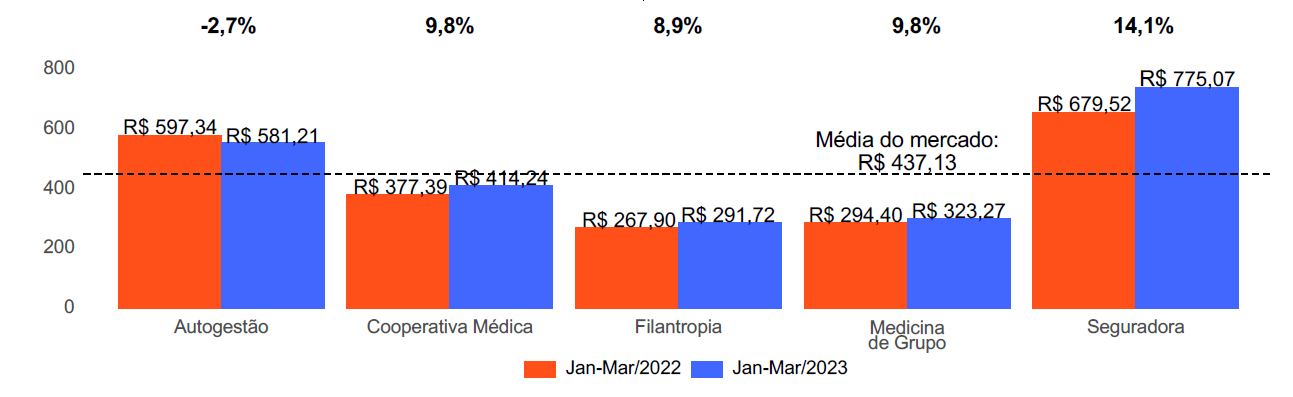 -2,7% 9,8% 8,9% 9,8% 14,1%
800
600
400
200
0
R$ 597,34 R$ 581,21
R$ 377,39 R$ 414,24
R$ 267,90 R$ 291,72
R$ 294,40 R$ 323,27
R$ 679,52 R$ 775,07
Média do mercado:
R$ 437,13
Autogestão
Cooperativa Médica
Filantropia
Medicina
de Grupo
Seguradora
Jan-Mar/2022 Jan-Mar/2023